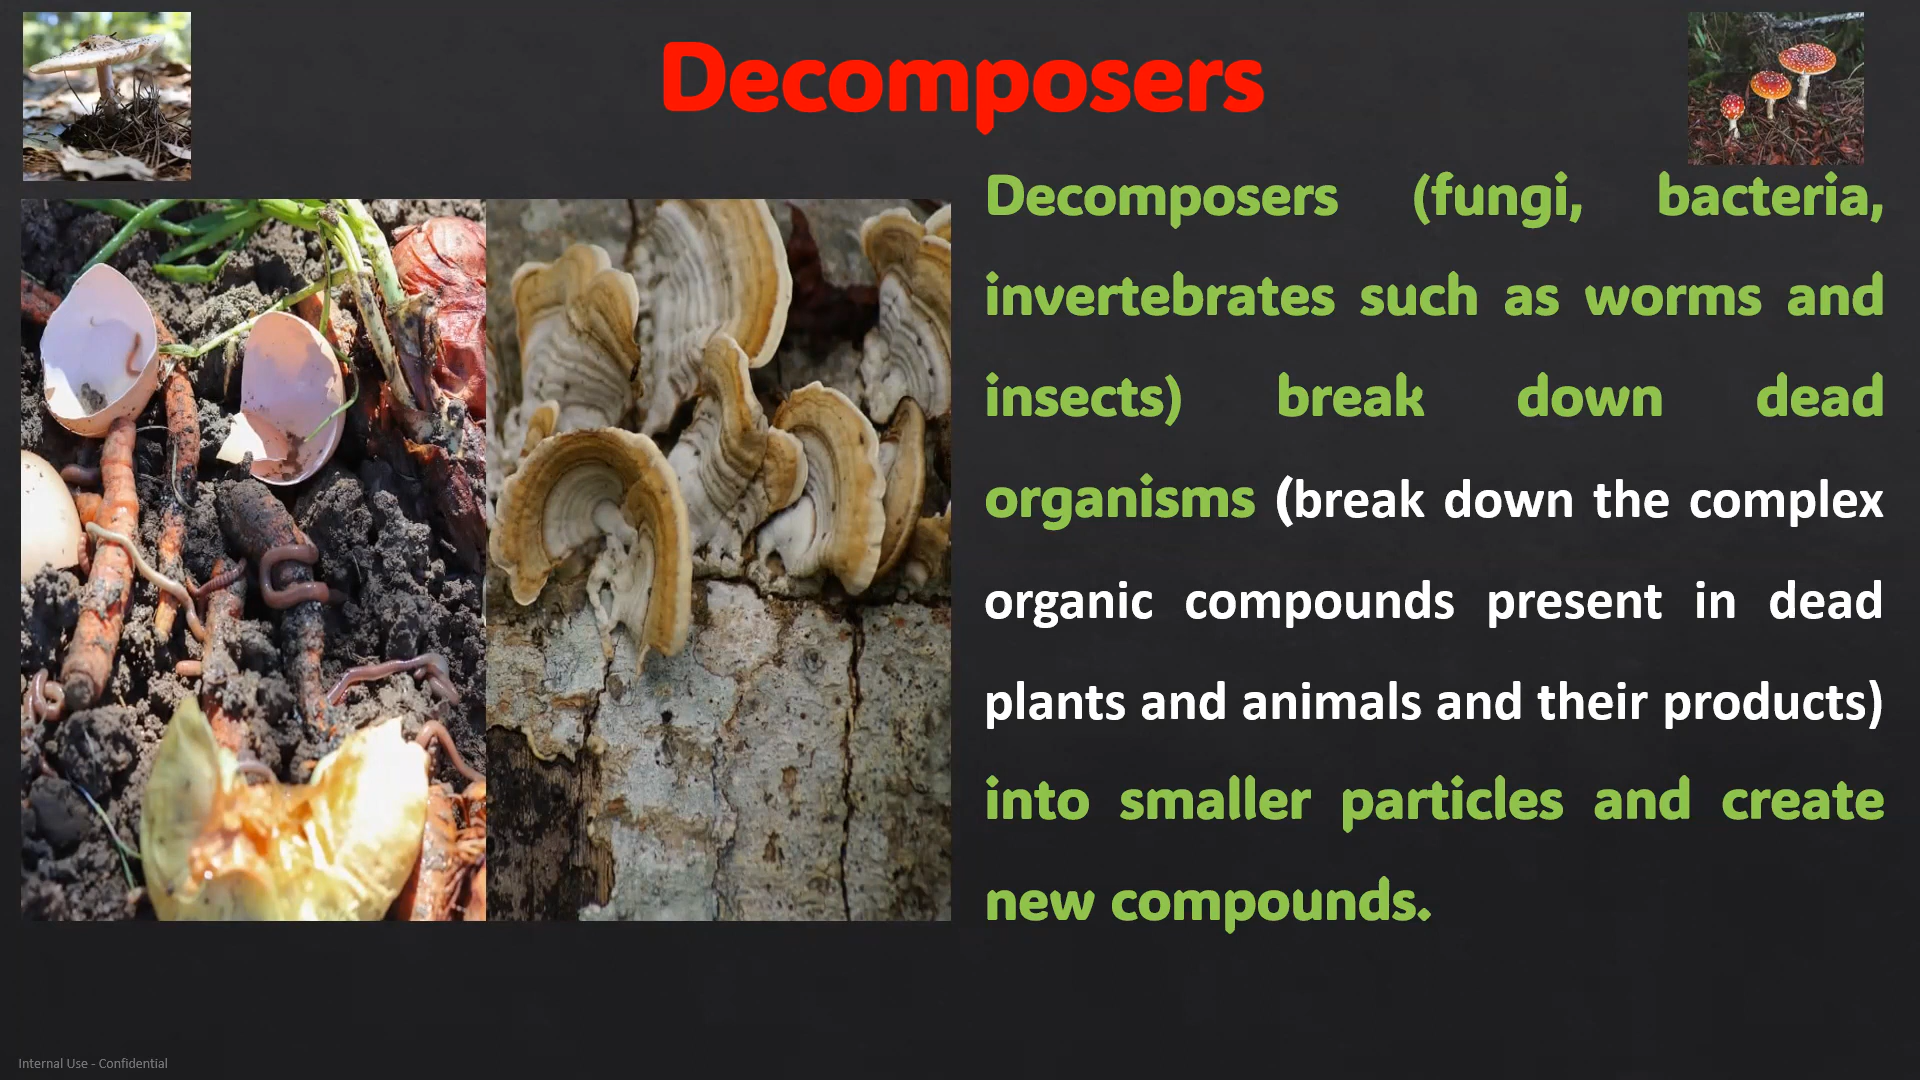 Decomposers
Decomposers (fungi, bacteria,
invertebrates such as worms and
insects) break down dead
organisms (break down the complex
organic compounds present in dead
plants and animals and their products)
into smaller particles and create
new compounds.
Internal Use - Confidential